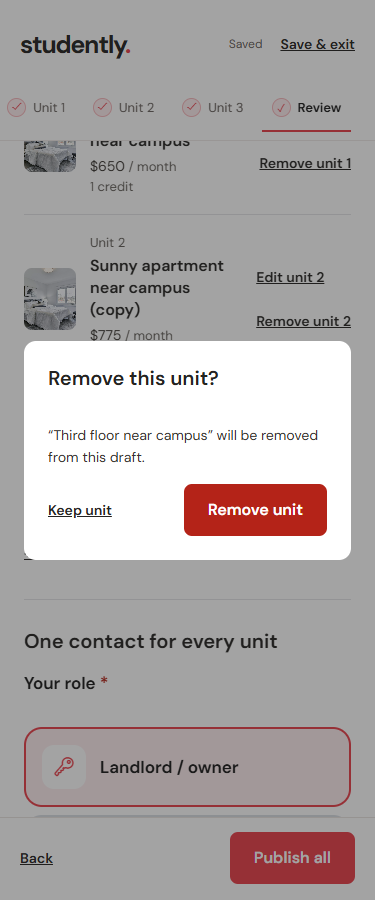 studently.
Saved
Save & exit
Unit 1
Unit 2
Unit 3
Review
near campus
$650 / month
1 credit
Remove unit 1
Unit 2
Sunny apartment
near campus
(copy)
$775 / month
Edit unit 2
Remove unit 2
Remove this unit?
“Third floor near campus” will be removed
from this draft.
Keep unit
Remove unit
One contact for every unit
Your role *
Landlord / owner
Back
Publish all